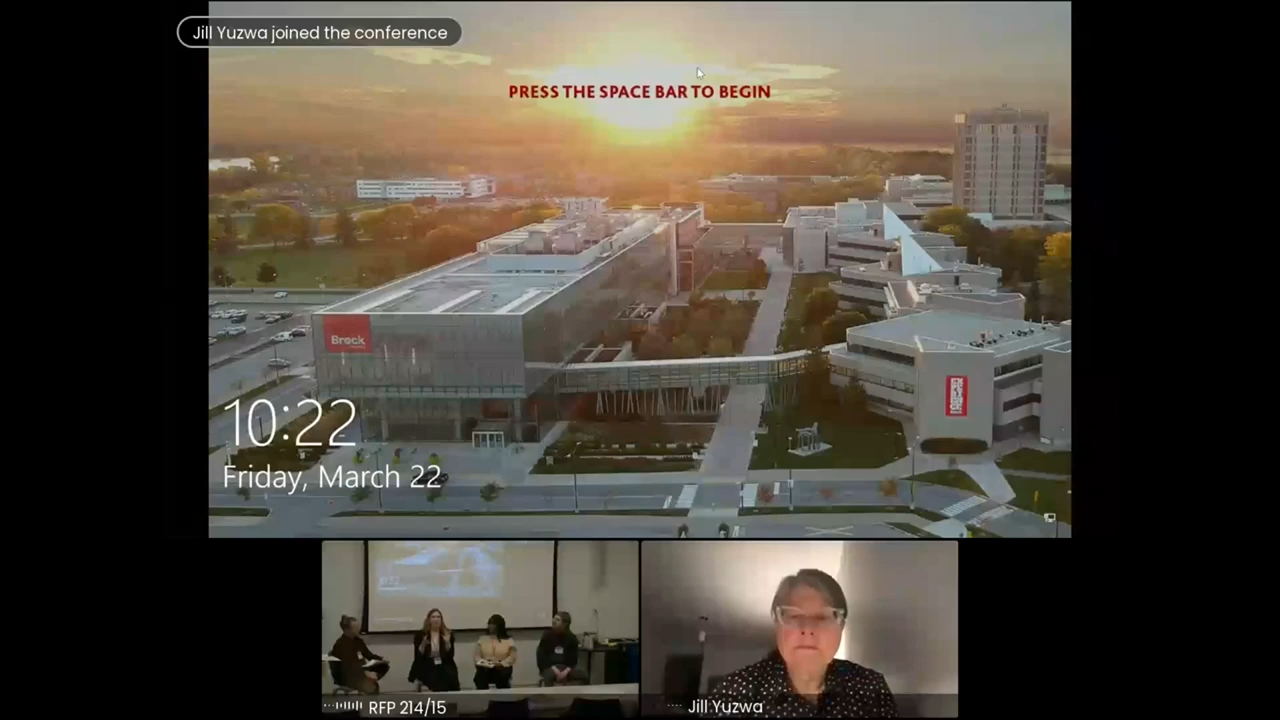 Jill Yuzwa joined the conference
PRESS THE SPACE BAR TO BEGIN
Brock
10:22
Friday, March 22
RFP 214/15
Jill Yuzwa